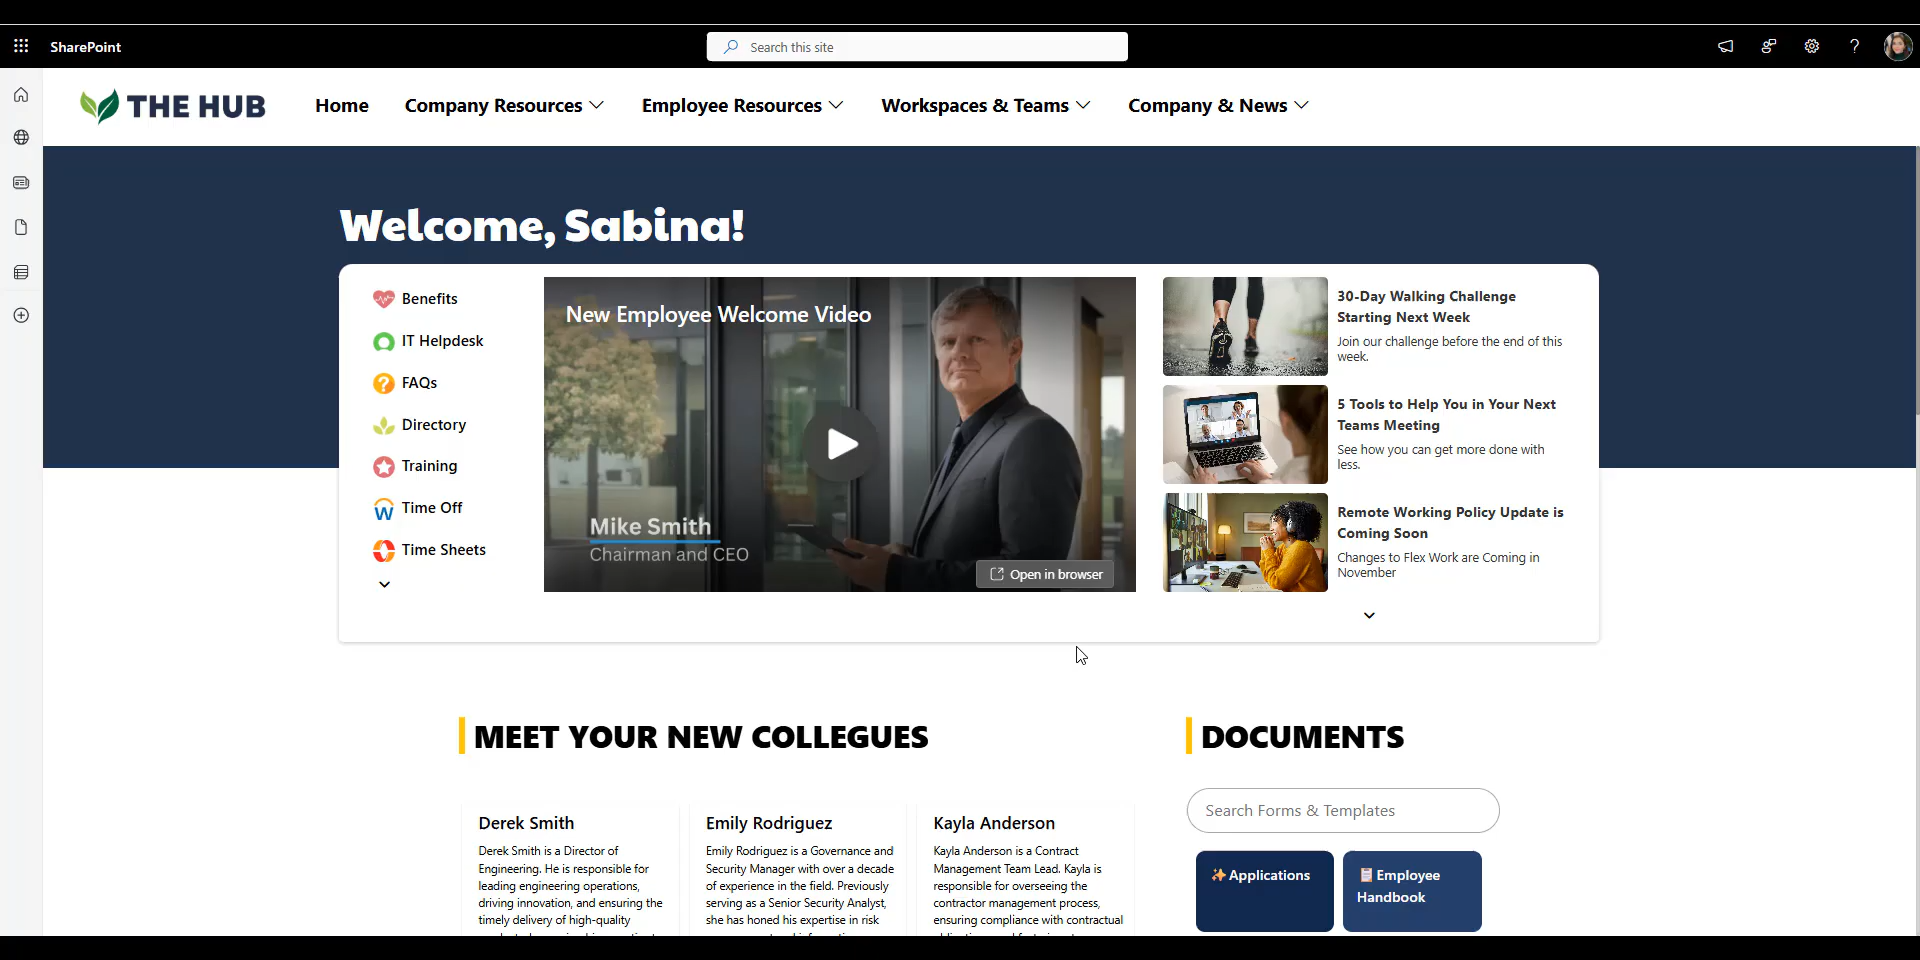 SharePoint
Search this site
THE HUB
Home
Company Resources
Employee Resources
Workspaces & Teams
Company & News
Welcome, Sabina!
Benefits
IT Helpdesk
FAQs
Directory
Training
Time Off
Time Sheets
New Employee Welcome Video
Mike Smith
Chairman and CEO
Open in browser
30-Day Walking Challenge
Starting Next Week
Join our challenge before the end of this
week.
5 Tools to Help You in Your Next
Teams Meeting
See how you can get more done with
less.
Remote Working Policy Update is
Coming Soon
Changes to Flex Work are Coming in
November
MEET YOUR NEW COLLEGUES
Derek Smith
Derek Smith is a Director of
Engineering. He is responsible for
leading engineering operations,
driving innovation, and ensuring the
timely delivery of high-quality
Emily Rodriguez
Emily Rodriguez is a Governance and
Security Manager with over a decade
of experience in the field. Previously
serving as a Senior Security Analyst,
she has honed his expertise in risk
Kayla Anderson
Kayla Anderson is a Contract
Management Team Lead. Kayla is
responsible for overseeing the
contractor management process,
ensuring compliance with contractual
DOCUMENTS
Search Forms & Templates
Applications
Employee
Handbook